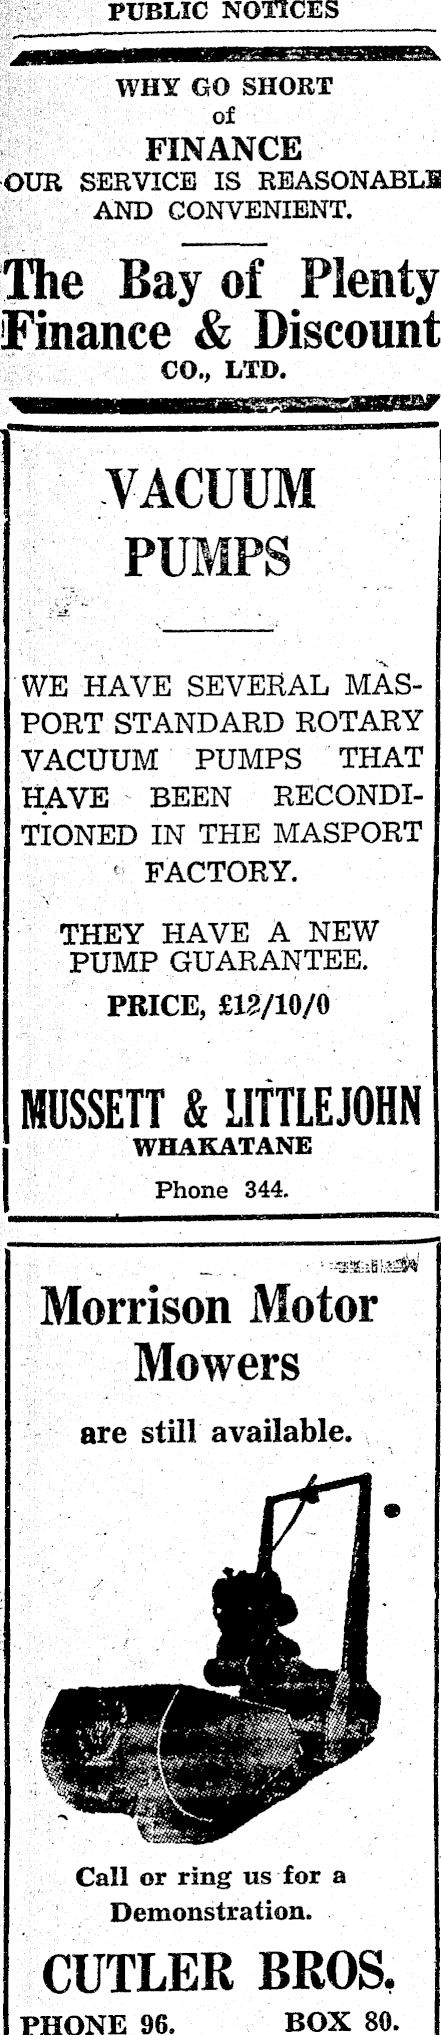 PUBLIC NOTICES
WHY GO SHORT
of
FINANCE
OUR SERVICE IS REASONABLE
AND CONVENIENT.
The Bay of Plenty
Finance & Discount
CO., LTD.
VACUUM
PUMPS
WE HAVE SEVERAL MAS-
PORT STANDARD ROTARY
VACUUM PUMPS THAT
HAVE BEEN RECONDI-
TIONED IN THE MASPORT
FACTORY.
THEY HAVE A NEW
PUMP GUARANTEE.
PRICE, £12/10/0
MUSSETT & LITTLEJOHN
WHAKATANE
Phone 344.
Morrison Motor
Mowers
are still available.
Call or ring us for a
Demonstration.
CUTLER BROS.
PHONE 96. BOX 80.